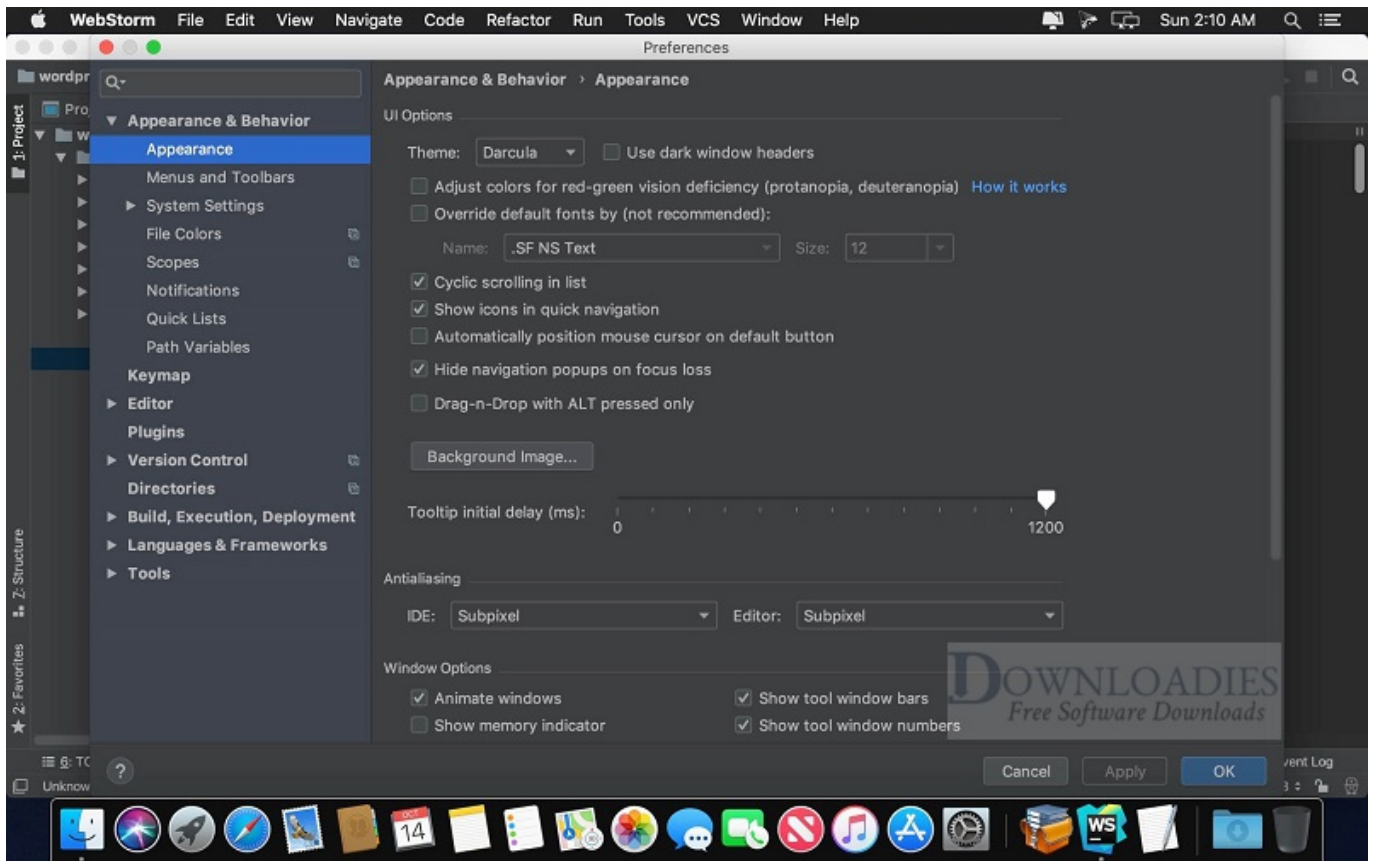 WebStorm File Edit View Navigate Code Refactor Run Tools VCS Window Help Sun 2:10 AM
Preferences
wordpr
Appearance & Behavior › Appearance
1: Project
Pro
Appearance & Behavior
UI Options
w
Appearance
Theme: Darcula Use dark window headers
Menus and Toolbars
Adjust colors for red-green vision deficiency (protanopia, deuteranopia) How it works
System Settings
Override default fonts by (not recommended):
File Colors
Name: .SF NS Text Size: 12
Scopes
Cyclic scrolling in list
Notifications
Show icons in quick navigation
Quick Lists
Automatically position mouse cursor on default button
Path Variables
Hide navigation popups on focus loss
Keymap
Editor
Drag-n-Drop with ALT pressed only
Plugins
Version Control
Background Image...
Directories
Build, Execution, Deployment
Tooltip initial delay (ms):
0 1200
Languages & Frameworks
Tools
Z: Structure
Antialiasing
IDE: Subpixel Editor: Subpixel
2: Favorites
Window Options
Animate windows Show tool window bars
Show memory indicator Show tool window numbers
DOWNLOADIES
Free Software Downloads
6: TO
? Cancel Apply OK
vent Log
Unknow
OCT
14
WS